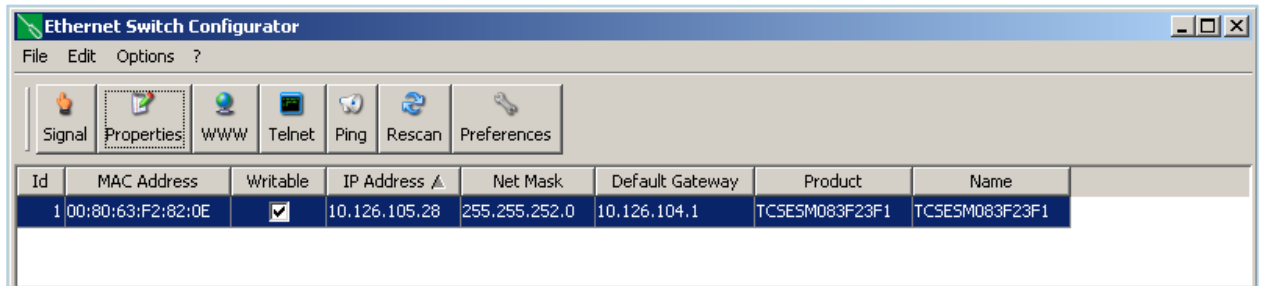 Ethernet Switch Configurator
File Edit Options ?
Signal Properties WWW Telnet Ping Rescan Preferences
Id MAC Address Writable IP Address Net Mask Default Gateway Product Name
1 00:80:63:F2:82:0E 10.126.105.28 255.255.252.0 10.126.104.1 TCSESM083F23F1 TCSESM083F23F1